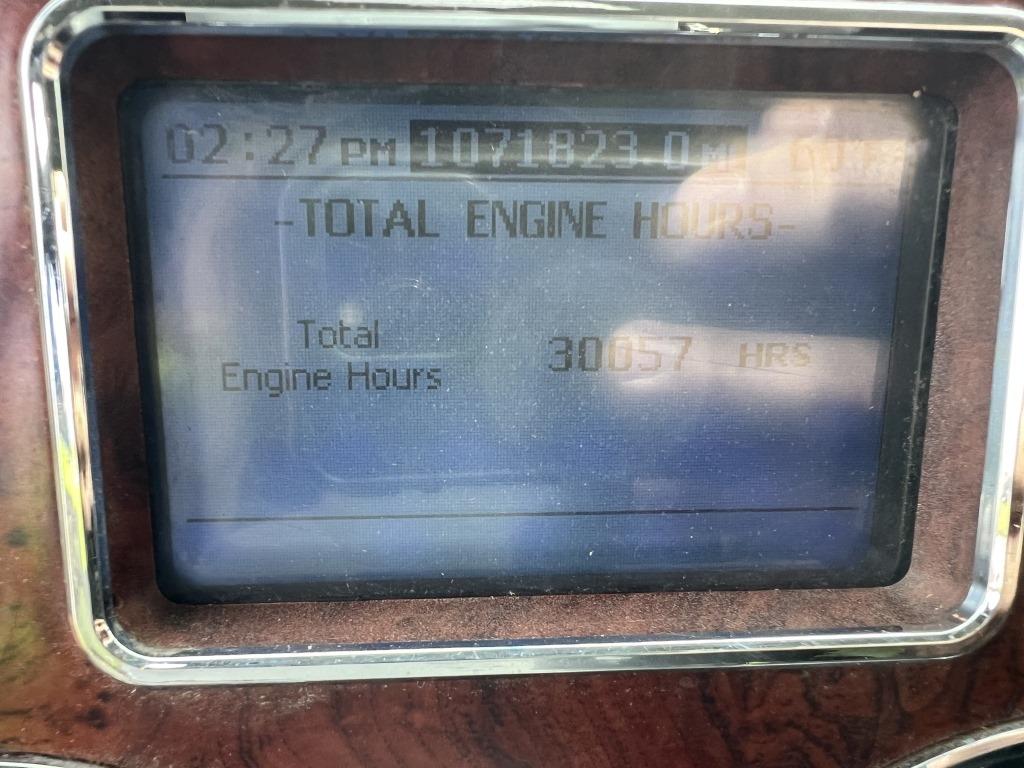 02:27 PM 1071823.0 MI
-TOTAL ENGINE HOURS-
Total
Engine Hours
30057 HRS